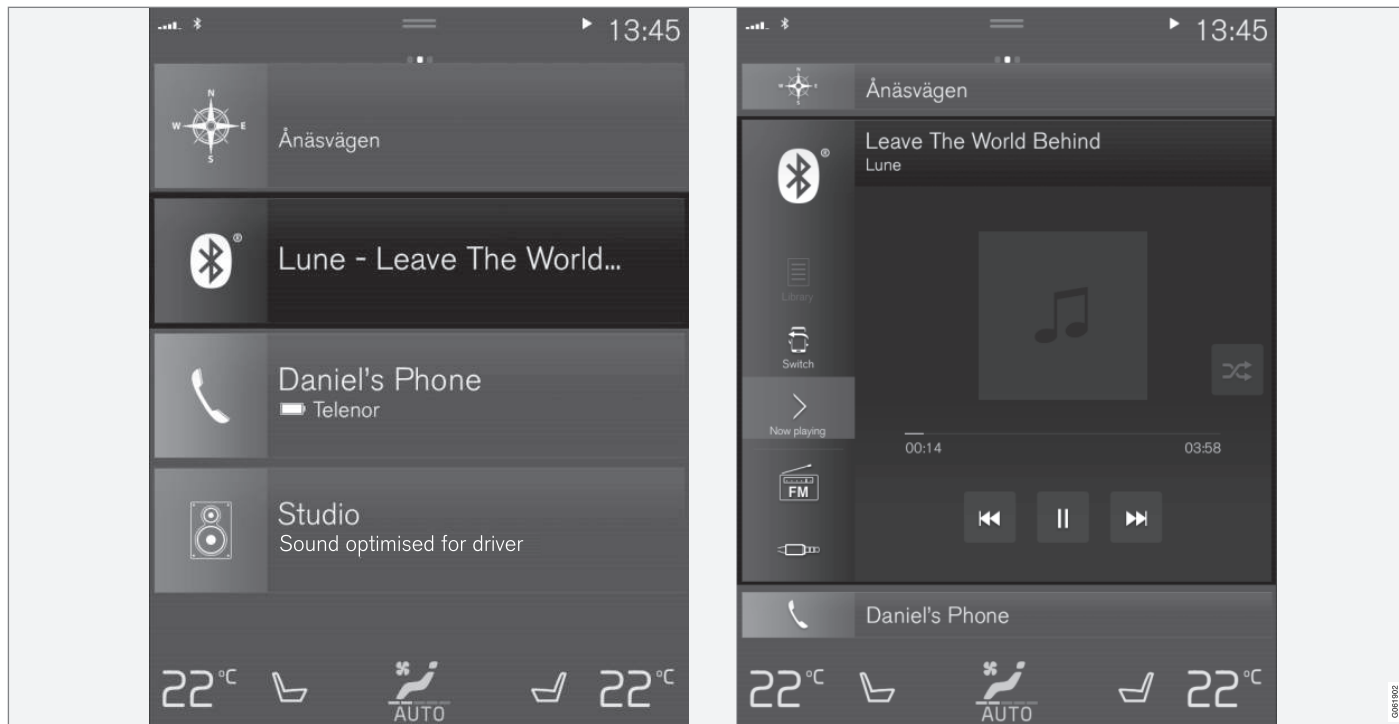 13:45
N
W E
S
Ånäsvägen
®
Lune - Leave The World...
Daniel's Phone
Telenor
Studio
Sound optimised for driver
22°C
AUTO
22°C
13:45
N
W E
S
Ånäsvägen
®
Leave The World Behind
Lune
Library
Switch
Now playing
00:14
03:58
FM
Daniel's Phone
22°C
AUTO
22°C
G061902